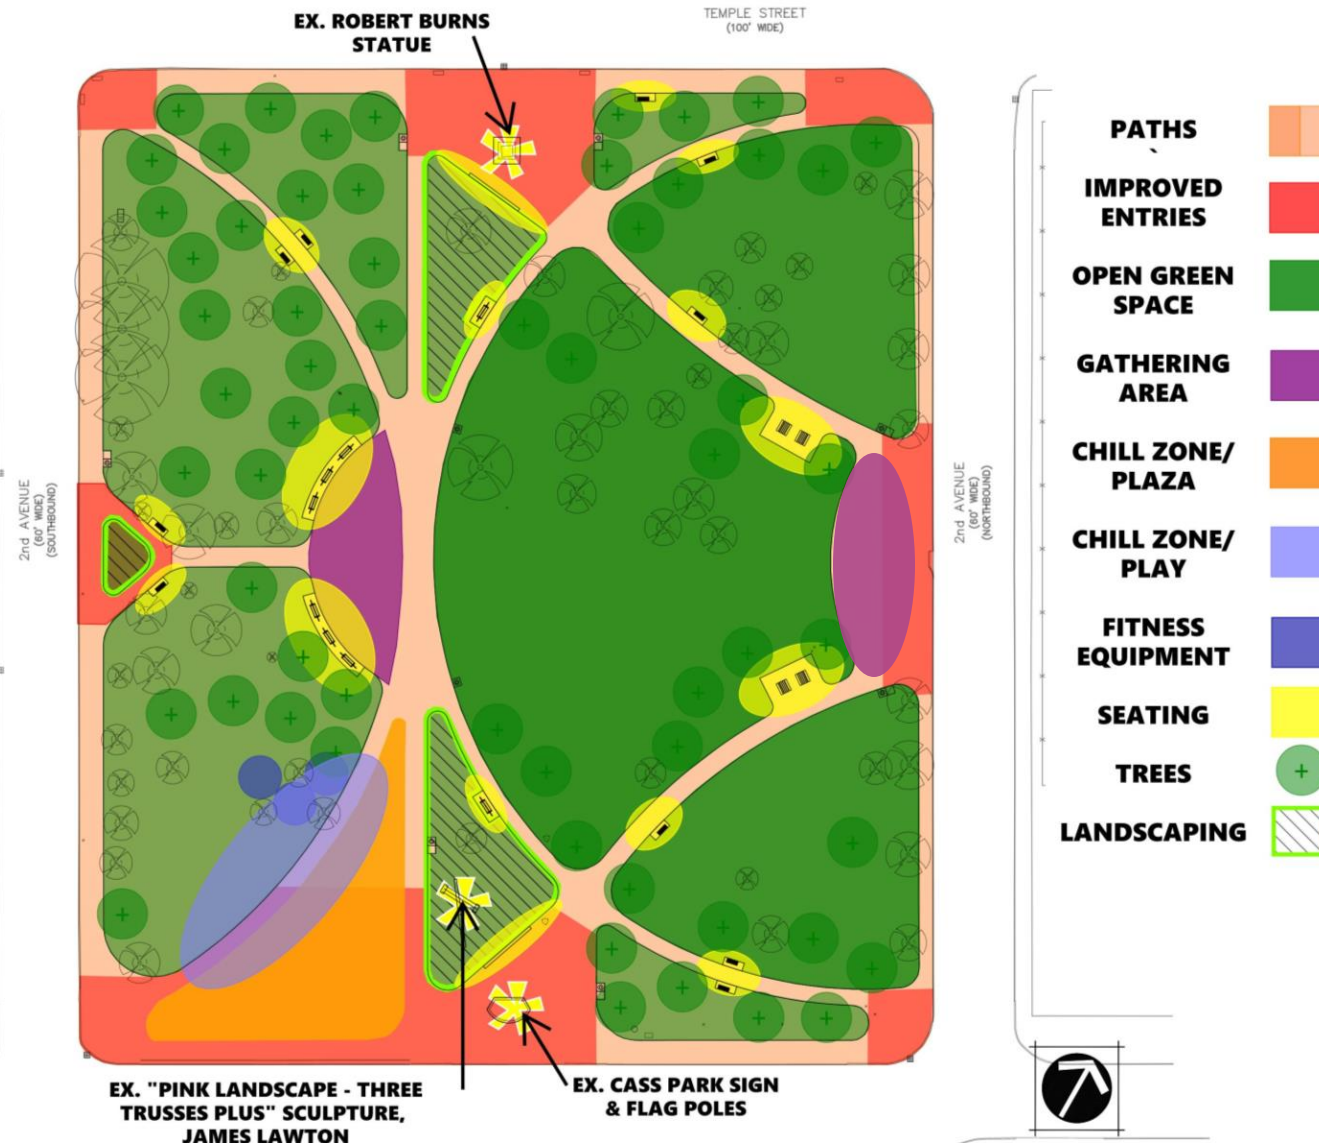 EX. ROBERT BURNS
STATUE
TEMPLE STREET
(100' WIDE)
2nd AVENUE
(60' WIDE)
(SOUTHBOUND)
2nd AVENUE
(60' WIDE)
(NORTHBOUND)
PATHS
IMPROVED
ENTRIES
OPEN GREEN
SPACE
GATHERING
AREA
CHILL ZONE/
PLAZA
CHILL ZONE/
PLAY
FITNESS
EQUIPMENT
SEATING
TREES
LANDSCAPING
EX. "PINK LANDSCAPE - THREE
TRUSSES PLUS" SCULPTURE,
JAMES LAWTON
EX. CASS PARK SIGN
& FLAG POLES